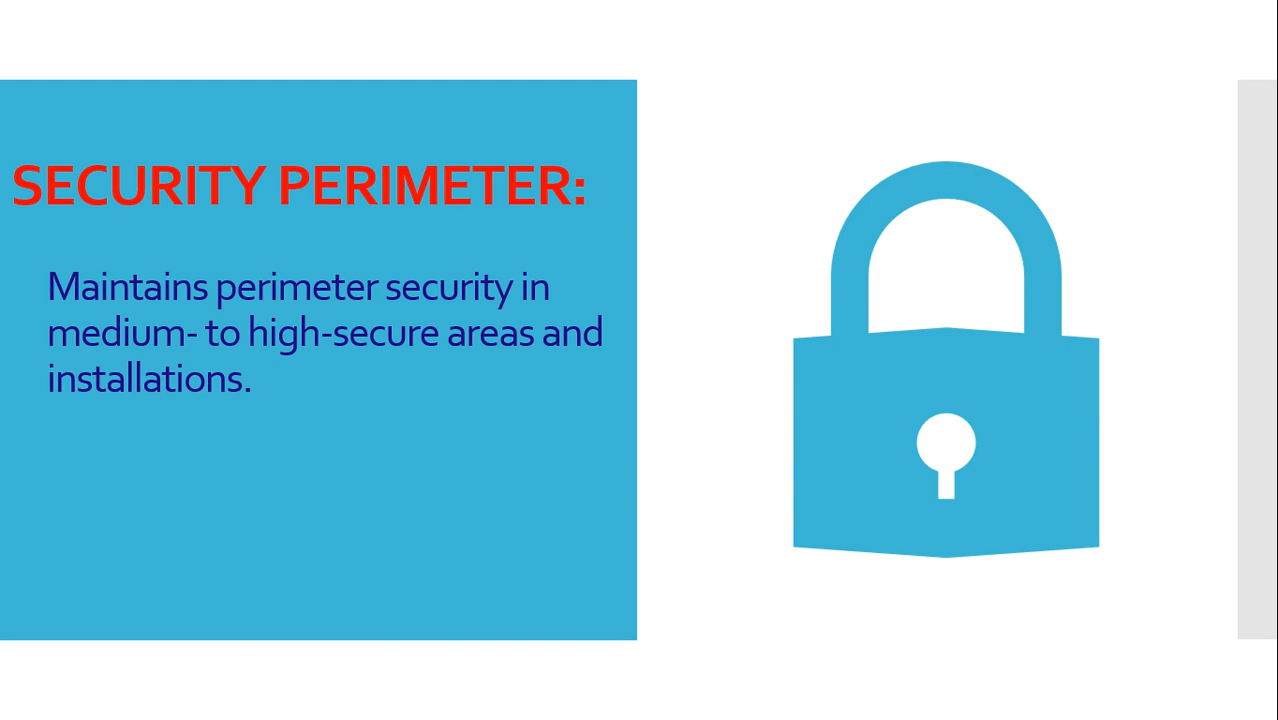 SECURITY PERIMETER:
Maintains perimeter security in
medium- to high-secure areas and
installations.